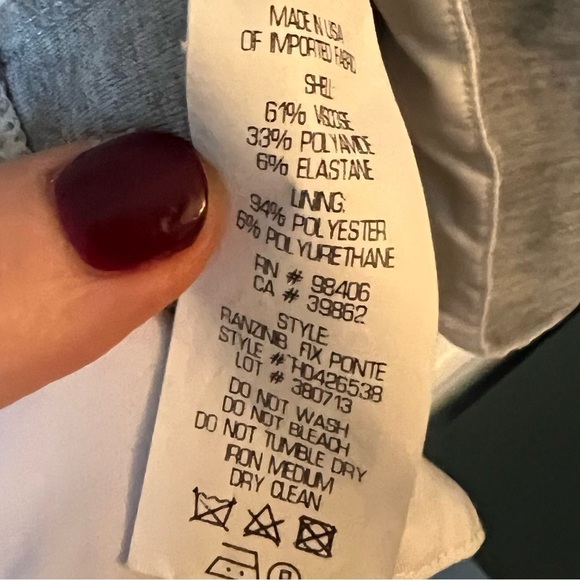 MADE IN USA
OF IMPORTED FABRIC
SHELL:
61% VISCOSE
33% POLYAMIDE
6% ELASTANE
LINING:
94% POLYESTER
6% POLYURETHANE
RN # 98406
CA # 39862
STYLE:
RANZINB FIX PONTE
STYLE # H0426538
LOT # 380713
DO NOT WASH
DO NOT BLEACH
DO NOT TUMBLE DRY
IRON MEDIUM
DRY CLEAN
P